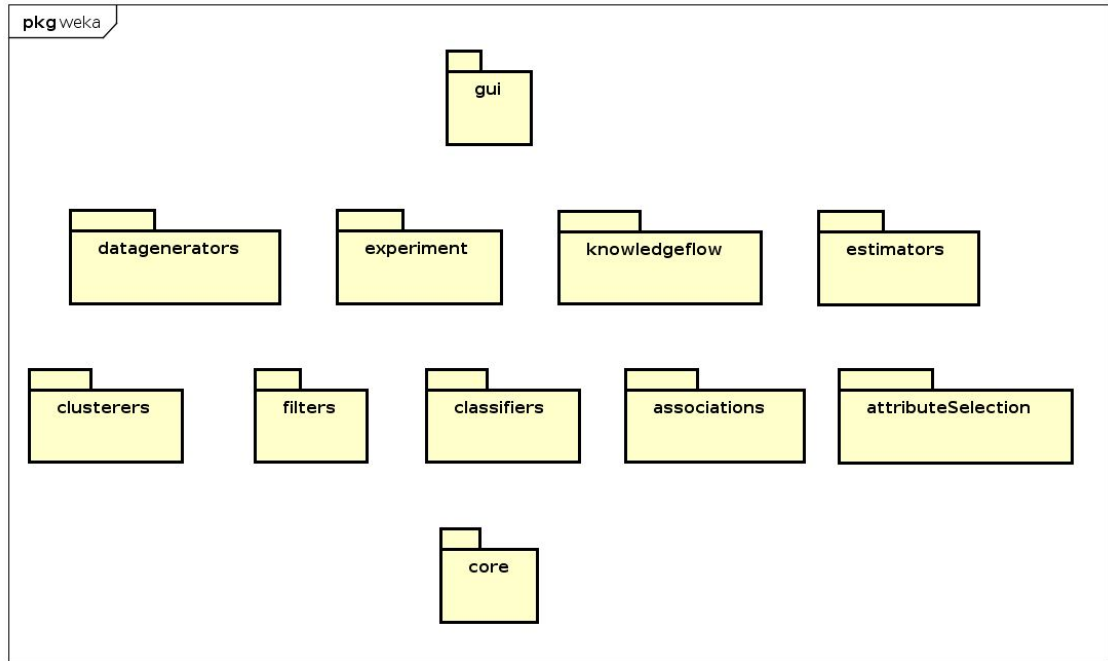 pkg weka
gui
datagenerators
experiment
knowledgeflow
estimators
clusterers
filters
classifiers
associations
attributeSelection
core